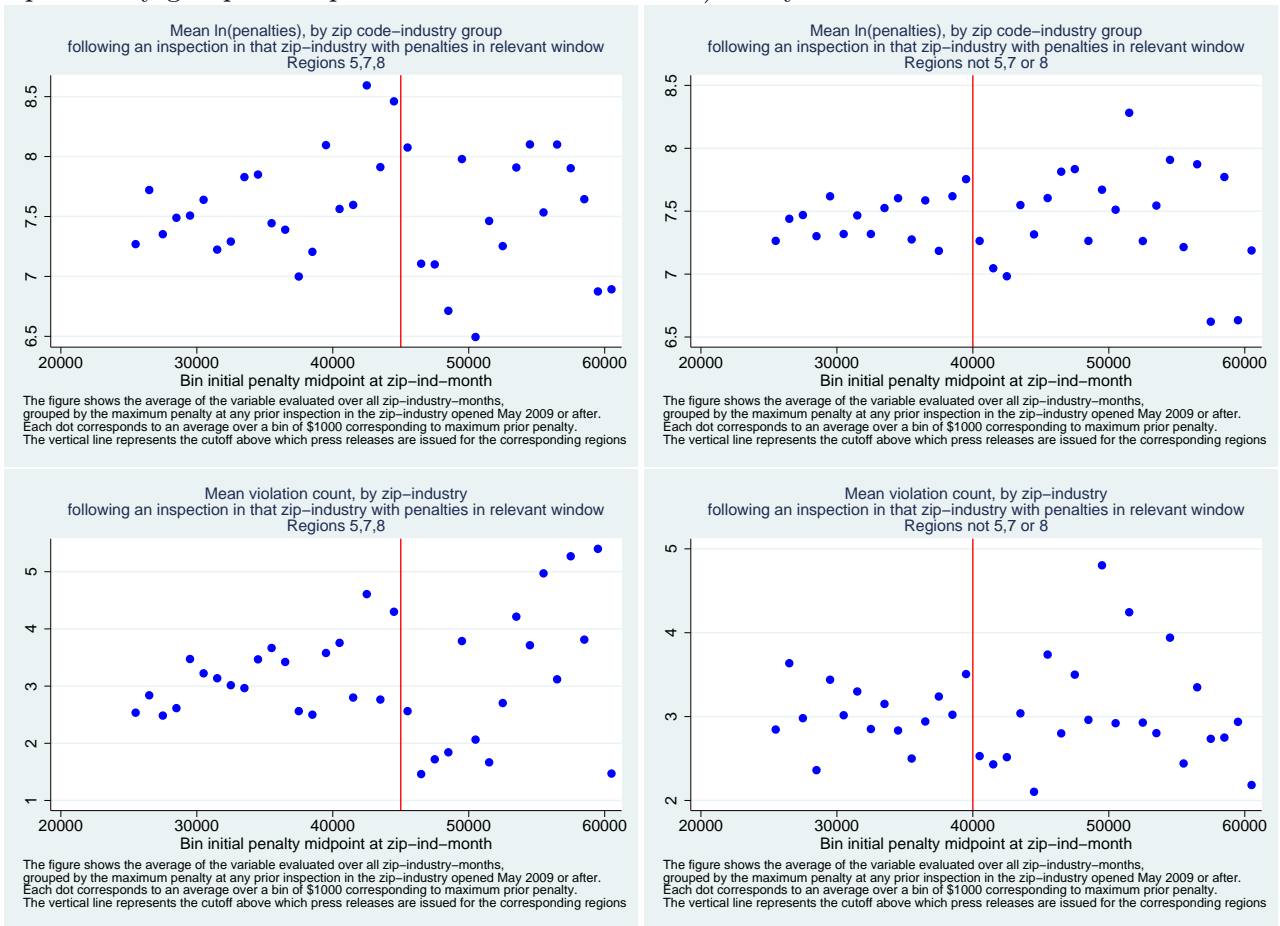 Mean ln(penalties), by zip code−industry group
following an inspection in that zip−industry with penalties in relevant window
Regions 5,7,8
8.5
8
7.5
7
6.5
20000 30000 40000 50000 60000
Bin initial penalty midpoint at zip−ind−month
The figure shows the average of the variable evaluated over all zip−industry−months,
grouped by the maximum penalty at any prior inspection in the zip−industry opened May 2009 or after.
Each dot corresponds to an average over a bin of $1000 corresponding to maximum prior penalty.
The vertical line represents the cutoff above which press releases are issued for the corresponding regions
Mean ln(penalties), by zip code−industry group
following an inspection in that zip−industry with penalties in relevant window
Regions not 5,7 or 8
8.5
8
7.5
7
6.5
20000 30000 40000 50000 60000
Bin initial penalty midpoint at zip−ind−month
The figure shows the average of the variable evaluated over all zip−industry−months,
grouped by the maximum penalty at any prior inspection in the zip−industry opened May 2009 or after.
Each dot corresponds to an average over a bin of $1000 corresponding to maximum prior penalty.
The vertical line represents the cutoff above which press releases are issued for the corresponding regions
Mean violation count, by zip−industry
following an inspection in that zip−industry with penalties in relevant window
Regions 5,7,8
5
4
3
2
1
20000 30000 40000 50000 60000
Bin initial penalty midpoint at zip−ind−month
The figure shows the average of the variable evaluated over all zip−industry−months,
grouped by the maximum penalty at any prior inspection in the zip−industry opened May 2009 or after.
Each dot corresponds to an average over a bin of $1000 corresponding to maximum prior penalty.
The vertical line represents the cutoff above which press releases are issued for the corresponding regions
Mean violation count, by zip−industry
following an inspection in that zip−industry with penalties in relevant window
Regions not 5,7 or 8
5
4
3
2
20000 30000 40000 50000 60000
Bin initial penalty midpoint at zip−ind−month
The figure shows the average of the variable evaluated over all zip−industry−months,
grouped by the maximum penalty at any prior inspection in the zip−industry opened May 2009 or after.
Each dot corresponds to an average over a bin of $1000 corresponding to maximum prior penalty.
The vertical line represents the cutoff above which press releases are issued for the corresponding regions